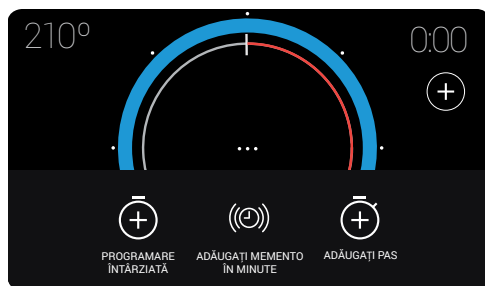 210º
0:00
PROGRAMARE
ÎNTÂRZIATĂ
ADĂUGAȚI MEMENTO
ÎN MINUTE
ADĂUGAȚI PAS